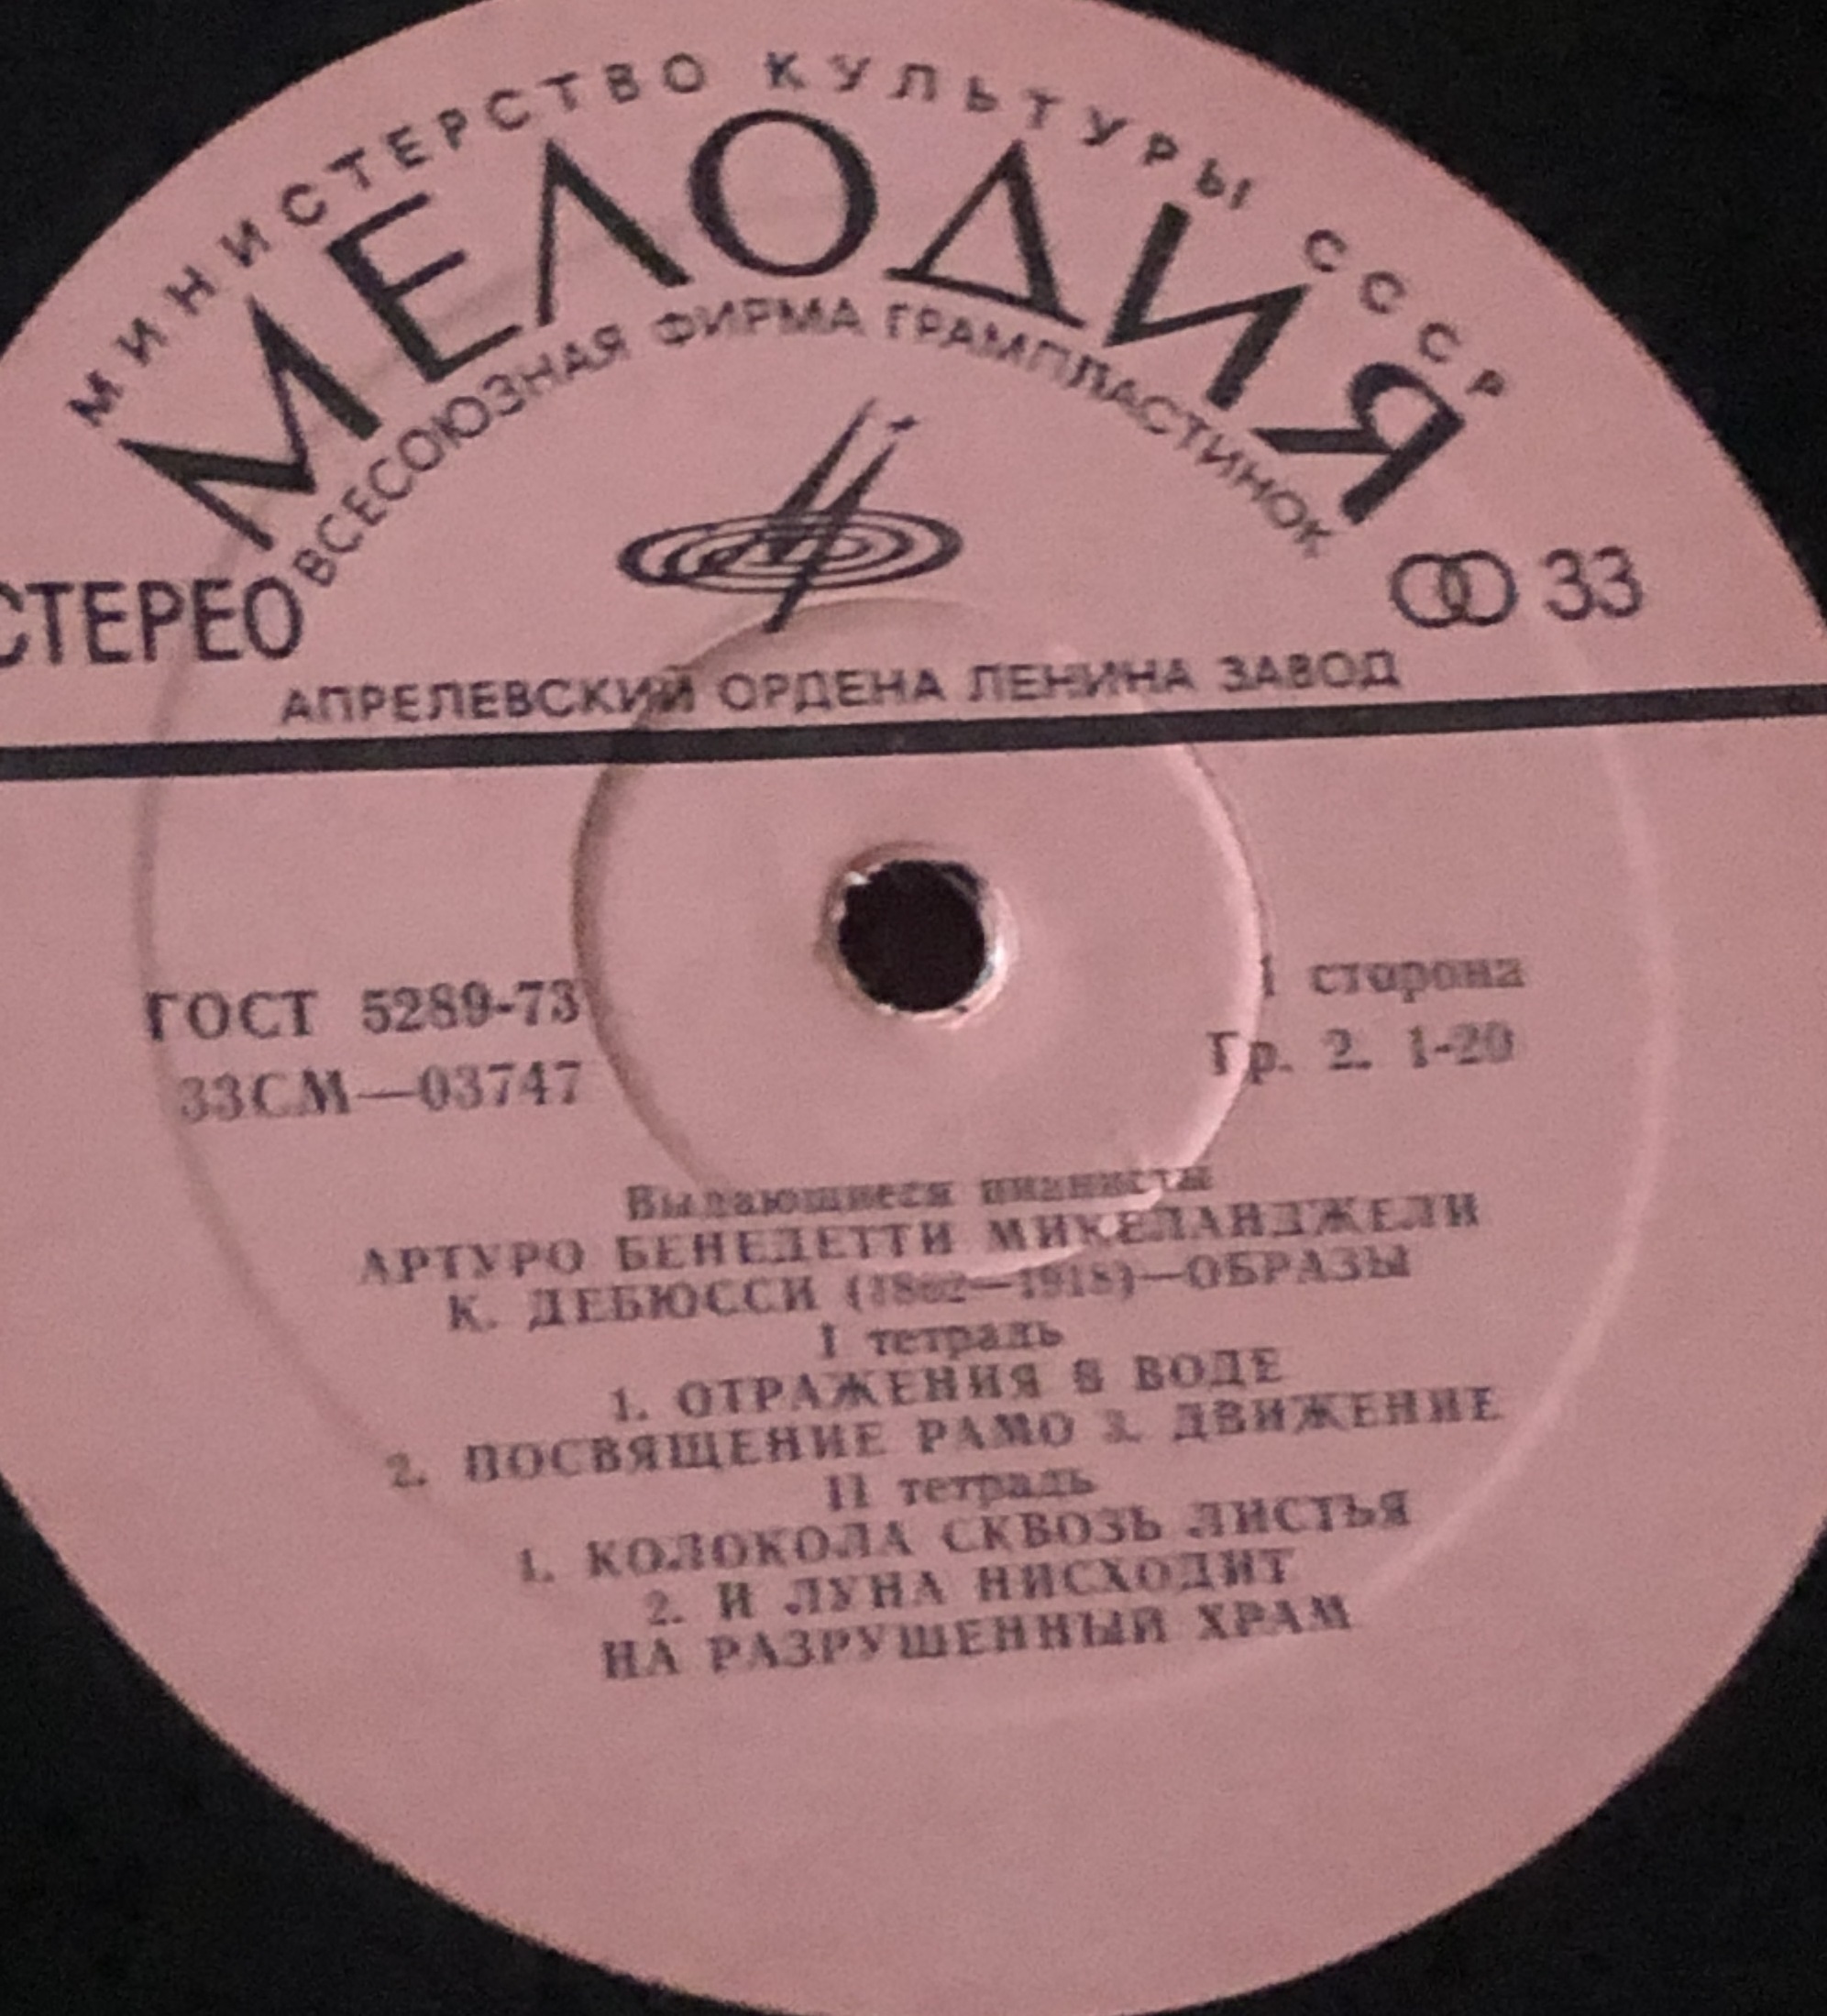 МИНИСТЕРСТВО КУЛЬТУРЫ СССР
МЕЛОДИЯ
ВСЕСОЮЗНАЯ ФИРМА ГРАМПЛАСТИНОК
СТЕРЕО
33
АПРЕЛЕВСКИЙ ОРДЕНА ЛЕНИНА ЗАВОД
ГОСТ 5289-73
1 сторона
33СМ—03747
Гр. 2. 1-20
Выдающиеся пианисты
АРТУРО БЕНЕДЕТТИ МИКЕЛАНДЖЕЛИ
К. ДЕБЮССИ (1862—1918)—ОБРАЗЫ
I тетрадь
1. ОТРАЖЕНИЯ В ВОДЕ
2. ПОСВЯЩЕНИЕ РАМО 3. ДВИЖЕНИЕ
II тетрадь
1. КОЛОКОЛА СКВОЗЬ ЛИСТЬЯ
2. И ЛУНА НИСХОДИТ
НА РАЗРУШЕННЫЙ ХРАМ